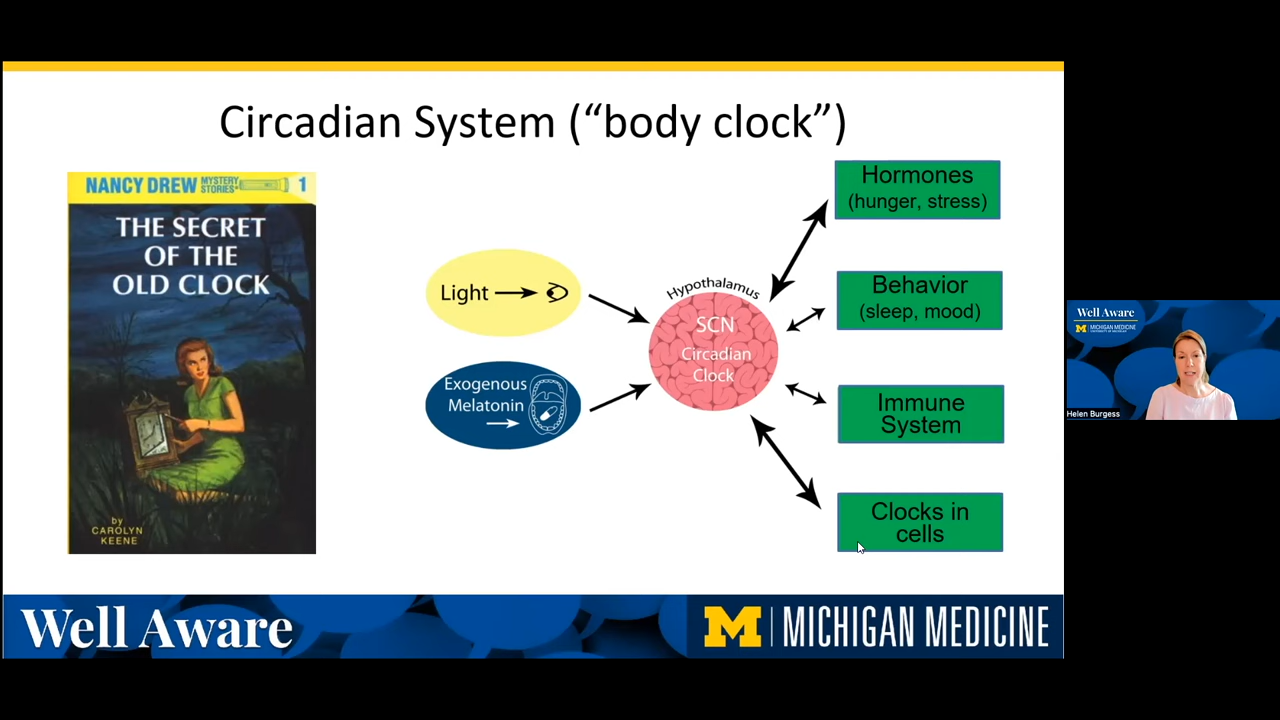 Circadian System (“body clock”)
NANCY DREW MYSTERY STORIES 1
THE SECRET
OF THE
OLD CLOCK
by
CAROLYN
KEENE
Light
Exogenous
Melatonin
Hypothalamus
SCN
Circadian
Clock
Hormones
(hunger, stress)
Behavior
(sleep, mood)
Immune
System
Clocks in
cells
Well Aware
M | MICHIGAN MEDICINE
Well Aware
M | MICHIGAN MEDICINE
Helen Burgess